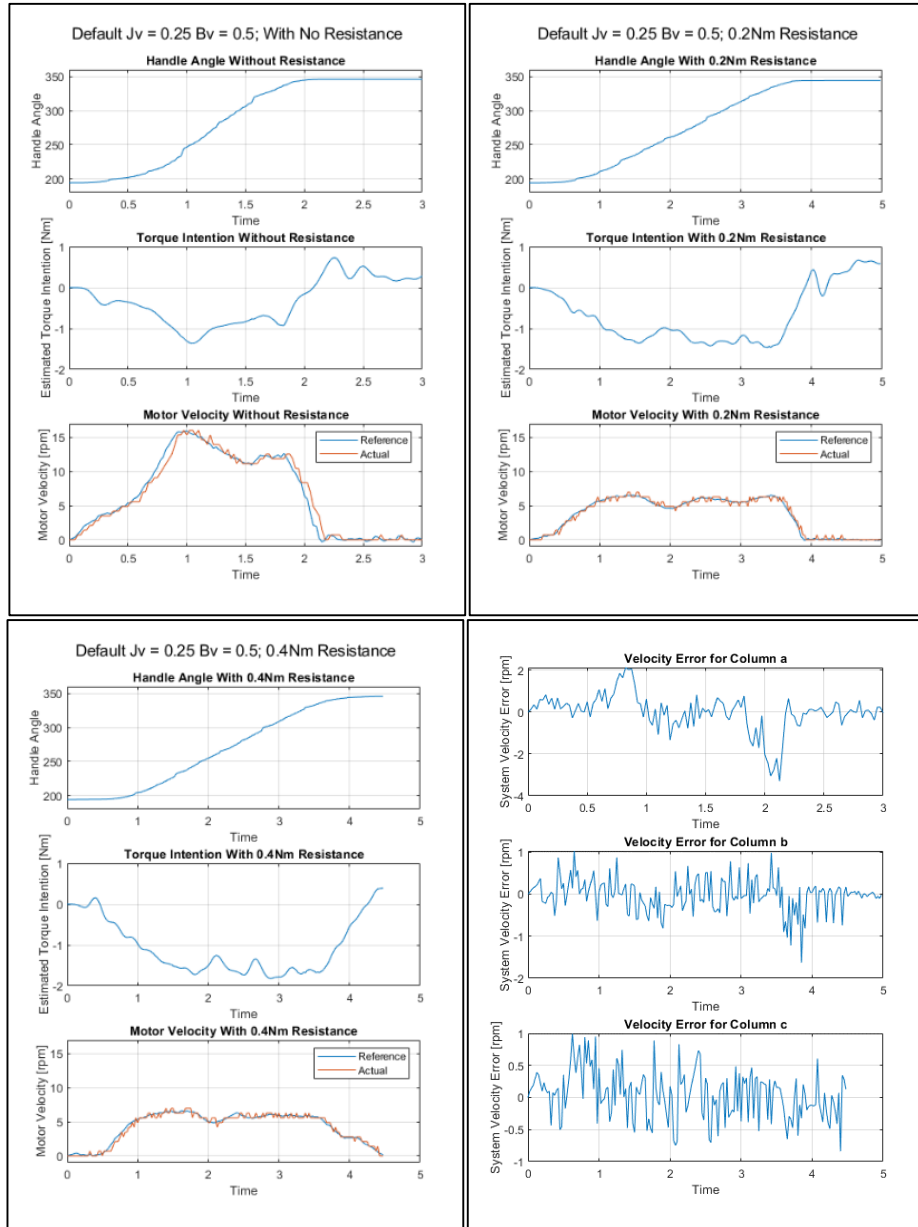 Default Jv = 0.25 Bv = 0.5; With No Resistance
Handle Angle Without Resistance
Handle Angle
350
300
250
200
0 0.5 1 1.5 2 2.5 3
Time
Torque Intention Without Resistance
Estimated Torque Intention [Nm]
1
0
-1
-2
0 0.5 1 1.5 2 2.5 3
Time
Motor Velocity Without Resistance
Motor Velocity [rpm]
15
10
5
0
Reference
Actual
0 0.5 1 1.5 2 2.5 3
Time
Default Jv = 0.25 Bv = 0.5; 0.2Nm Resistance
Handle Angle With 0.2Nm Resistance
Handle Angle
350
300
250
200
0 1 2 3 4 5
Time
Torque Intention With 0.2Nm Resistance
Estimated Torque Intention [Nm]
1
0
-1
-2
0 1 2 3 4 5
Time
Motor Velocity With 0.2Nm Resistance
Motor Velocity [rpm]
15
10
5
0
Reference
Actual
0 1 2 3 4 5
Time
Default Jv = 0.25 Bv = 0.5; 0.4Nm Resistance
Handle Angle With 0.4Nm Resistance
Handle Angle
350
300
250
200
0 1 2 3 4 5
Time
Torque Intention With 0.4Nm Resistance
Estimated Torque Intention [Nm]
1
0
-1
-2
0 1 2 3 4 5
Time
Motor Velocity With 0.4Nm Resistance
Motor Velocity [rpm]
15
10
5
0
Reference
Actual
0 1 2 3 4 5
Time
Velocity Error for Column a
System Velocity Error [rpm]
2
0
-2
-4
0 0.5 1 1.5 2 2.5 3
Time
Velocity Error for Column b
System Velocity Error [rpm]
1
0
-1
-2
0 1 2 3 4 5
Time
Velocity Error for Column c
System Velocity Error [rpm]
1
0.5
0
-0.5
-1
0 1 2 3 4 5
Time